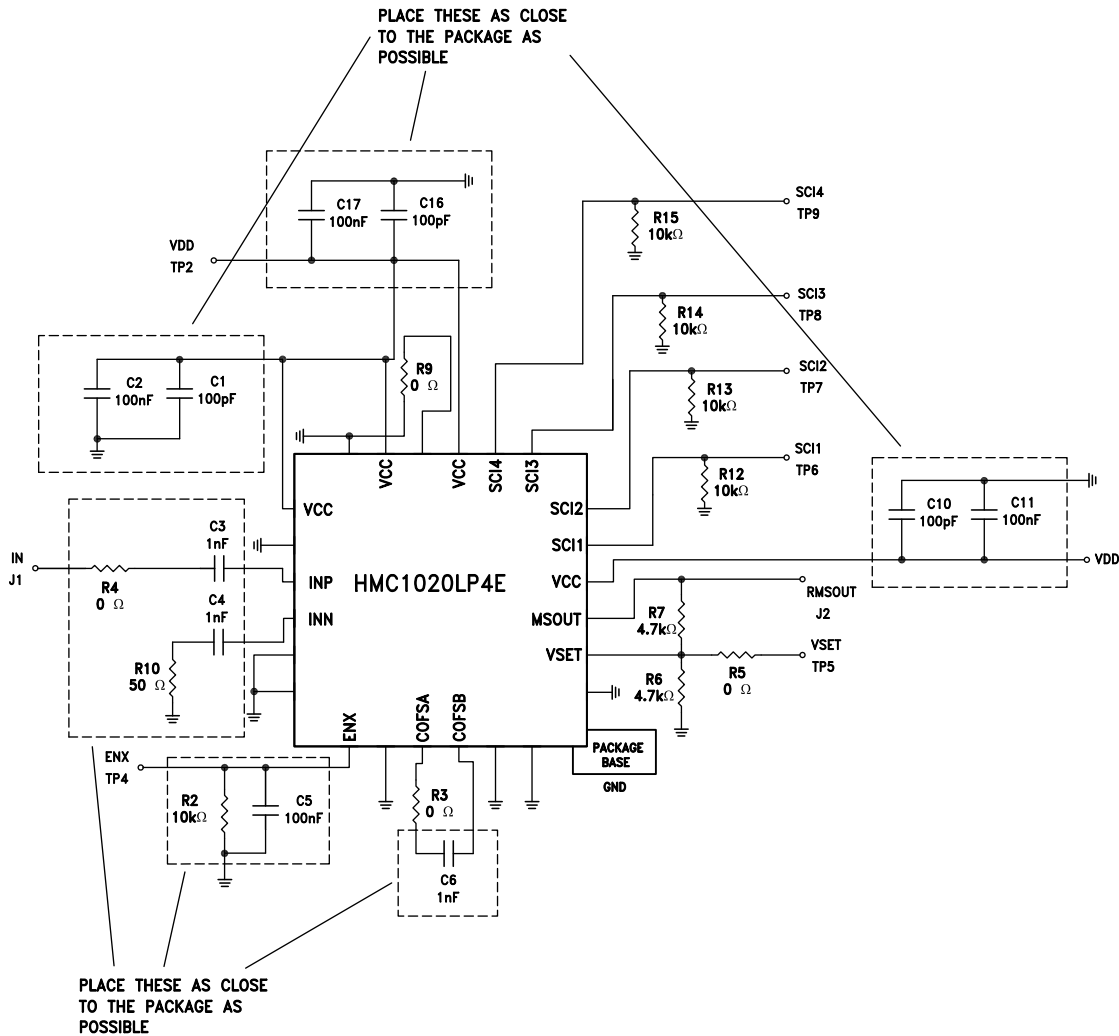 PLACE THESE AS CLOSE
TO THE PACKAGE AS
POSSIBLE
C17
100nF
C16
100pF
VDD
TP2
C2
100nF
C1
100pF
R9
0 Ω
R15
10kΩ
SCI4
TP9
R14
10kΩ
SCI3
TP8
R13
10kΩ
SCI2
TP7
R12
10kΩ
SCI1
TP6
VCC
VCC
SCI4
SCI3
VCC
SCI2
SCI1
INP
HMC1020LP4E
VCC
INN
MSOUT
VSET
ENX
COFSA
COFSB
C10
100pF
C11
100nF
VDD
IN
J1
R4
0 Ω
C3
1nF
C4
1nF
R10
50 Ω
RMSOUT
J2
R7
4.7kΩ
VSET
TP5
R5
0 Ω
R6
4.7kΩ
PACKAGE
BASE
GND
ENX
TP4
R2
10kΩ
C5
100nF
R3
0 Ω
C6
1nF
PLACE THESE AS CLOSE
TO THE PACKAGE AS
POSSIBLE